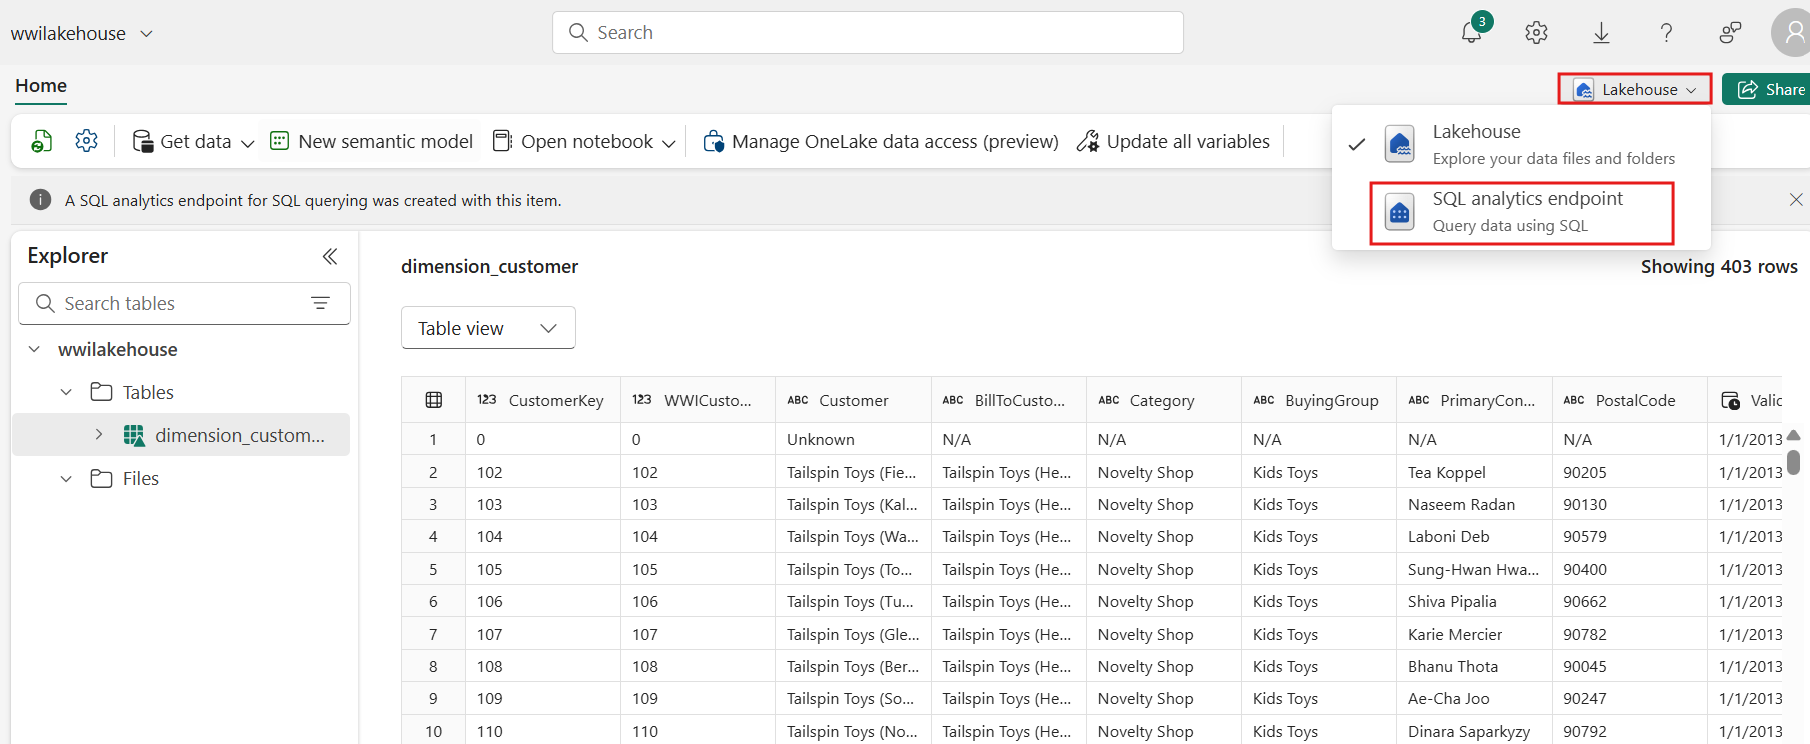 wwilakehouse
Search
3
Home
Lakehouse
Share
Get data
New semantic model
Open notebook
Manage OneLake data access (preview)
Update all variables
Lakehouse
Explore your data files and folders
SQL analytics endpoint
Query data using SQL
A SQL analytics endpoint for SQL querying was created with this item.
Explorer
Search tables
wwilakehouse
Tables
dimension_custom...
Files
dimension_customer
Showing 403 rows
Table view
123 CustomerKey 123 WWICusto... ABC Customer ABC BillToCusto... ABC Category ABC BuyingGroup ABC PrimaryCon... ABC PostalCode Valid
1 0 0 Unknown N/A N/A N/A N/A N/A 1/1/2013
2 102 102 Tailspin Toys (Fie... Tailspin Toys (He... Novelty Shop Kids Toys Tea Koppel 90205 1/1/2013
3 103 103 Tailspin Toys (Kal... Tailspin Toys (He... Novelty Shop Kids Toys Naseem Radan 90130 1/1/2013
4 104 104 Tailspin Toys (Wa... Tailspin Toys (He... Novelty Shop Kids Toys Laboni Deb 90579 1/1/2013
5 105 105 Tailspin Toys (To... Tailspin Toys (He... Novelty Shop Kids Toys Sung-Hwan Hwa... 90400 1/1/2013
6 106 106 Tailspin Toys (Tu... Tailspin Toys (He... Novelty Shop Kids Toys Shiva Pipalia 90662 1/1/2013
7 107 107 Tailspin Toys (Gle... Tailspin Toys (He... Novelty Shop Kids Toys Karie Mercier 90782 1/1/2013
8 108 108 Tailspin Toys (Ber... Tailspin Toys (He... Novelty Shop Kids Toys Bhanu Thota 90045 1/1/2013
9 109 109 Tailspin Toys (So... Tailspin Toys (He... Novelty Shop Kids Toys Ae-Cha Joo 90247 1/1/2013
10 110 110 Tailspin Toys (No... Tailspin Toys (He... Novelty Shop Kids Toys Dinara Saparkyzy 90792 1/1/2013